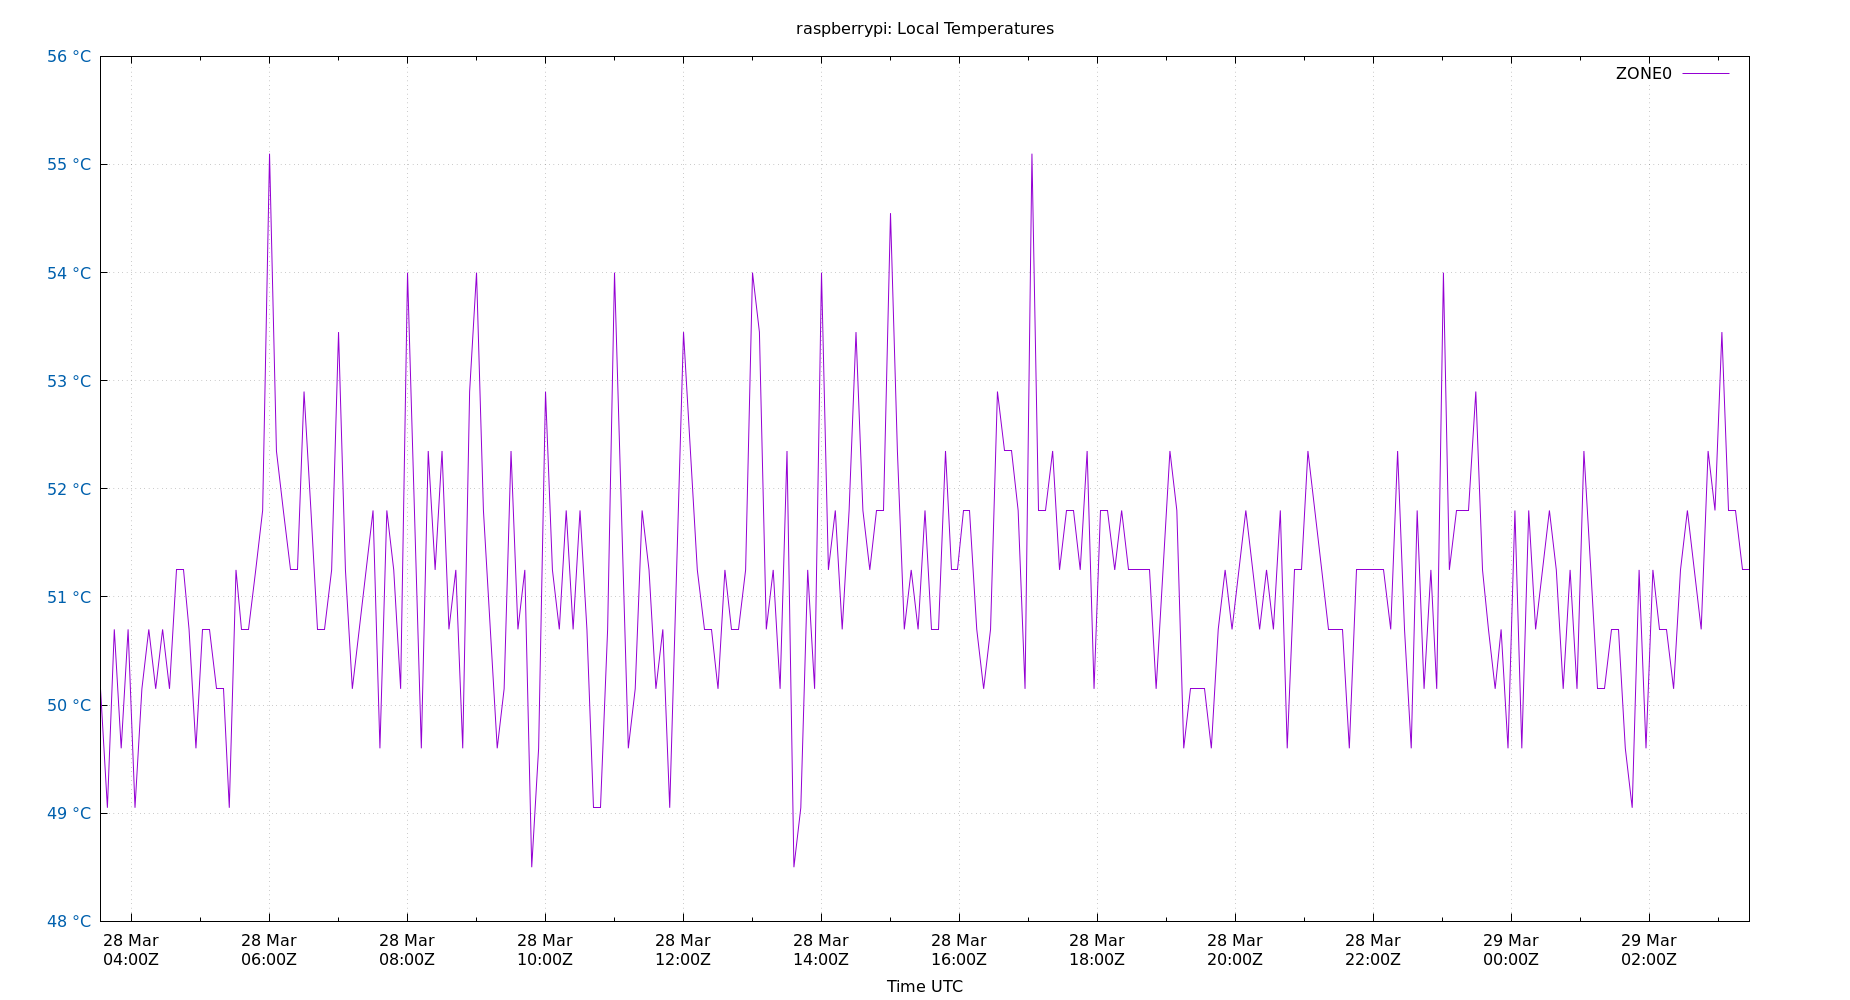 raspberrypi: Local Temperatures
56 °C
ZONE0
55 °C
54 °C
53 °C
52 °C
51 °C
50 °C
49 °C
48 °C
28 Mar 28 Mar 28 Mar 28 Mar 28 Mar 28 Mar 28 Mar 28 Mar 28 Mar 28 Mar 29 Mar 29 Mar
04:00Z 06:00Z 08:00Z 10:00Z 12:00Z 14:00Z 16:00Z 18:00Z 20:00Z 22:00Z 00:00Z 02:00Z
Time UTC